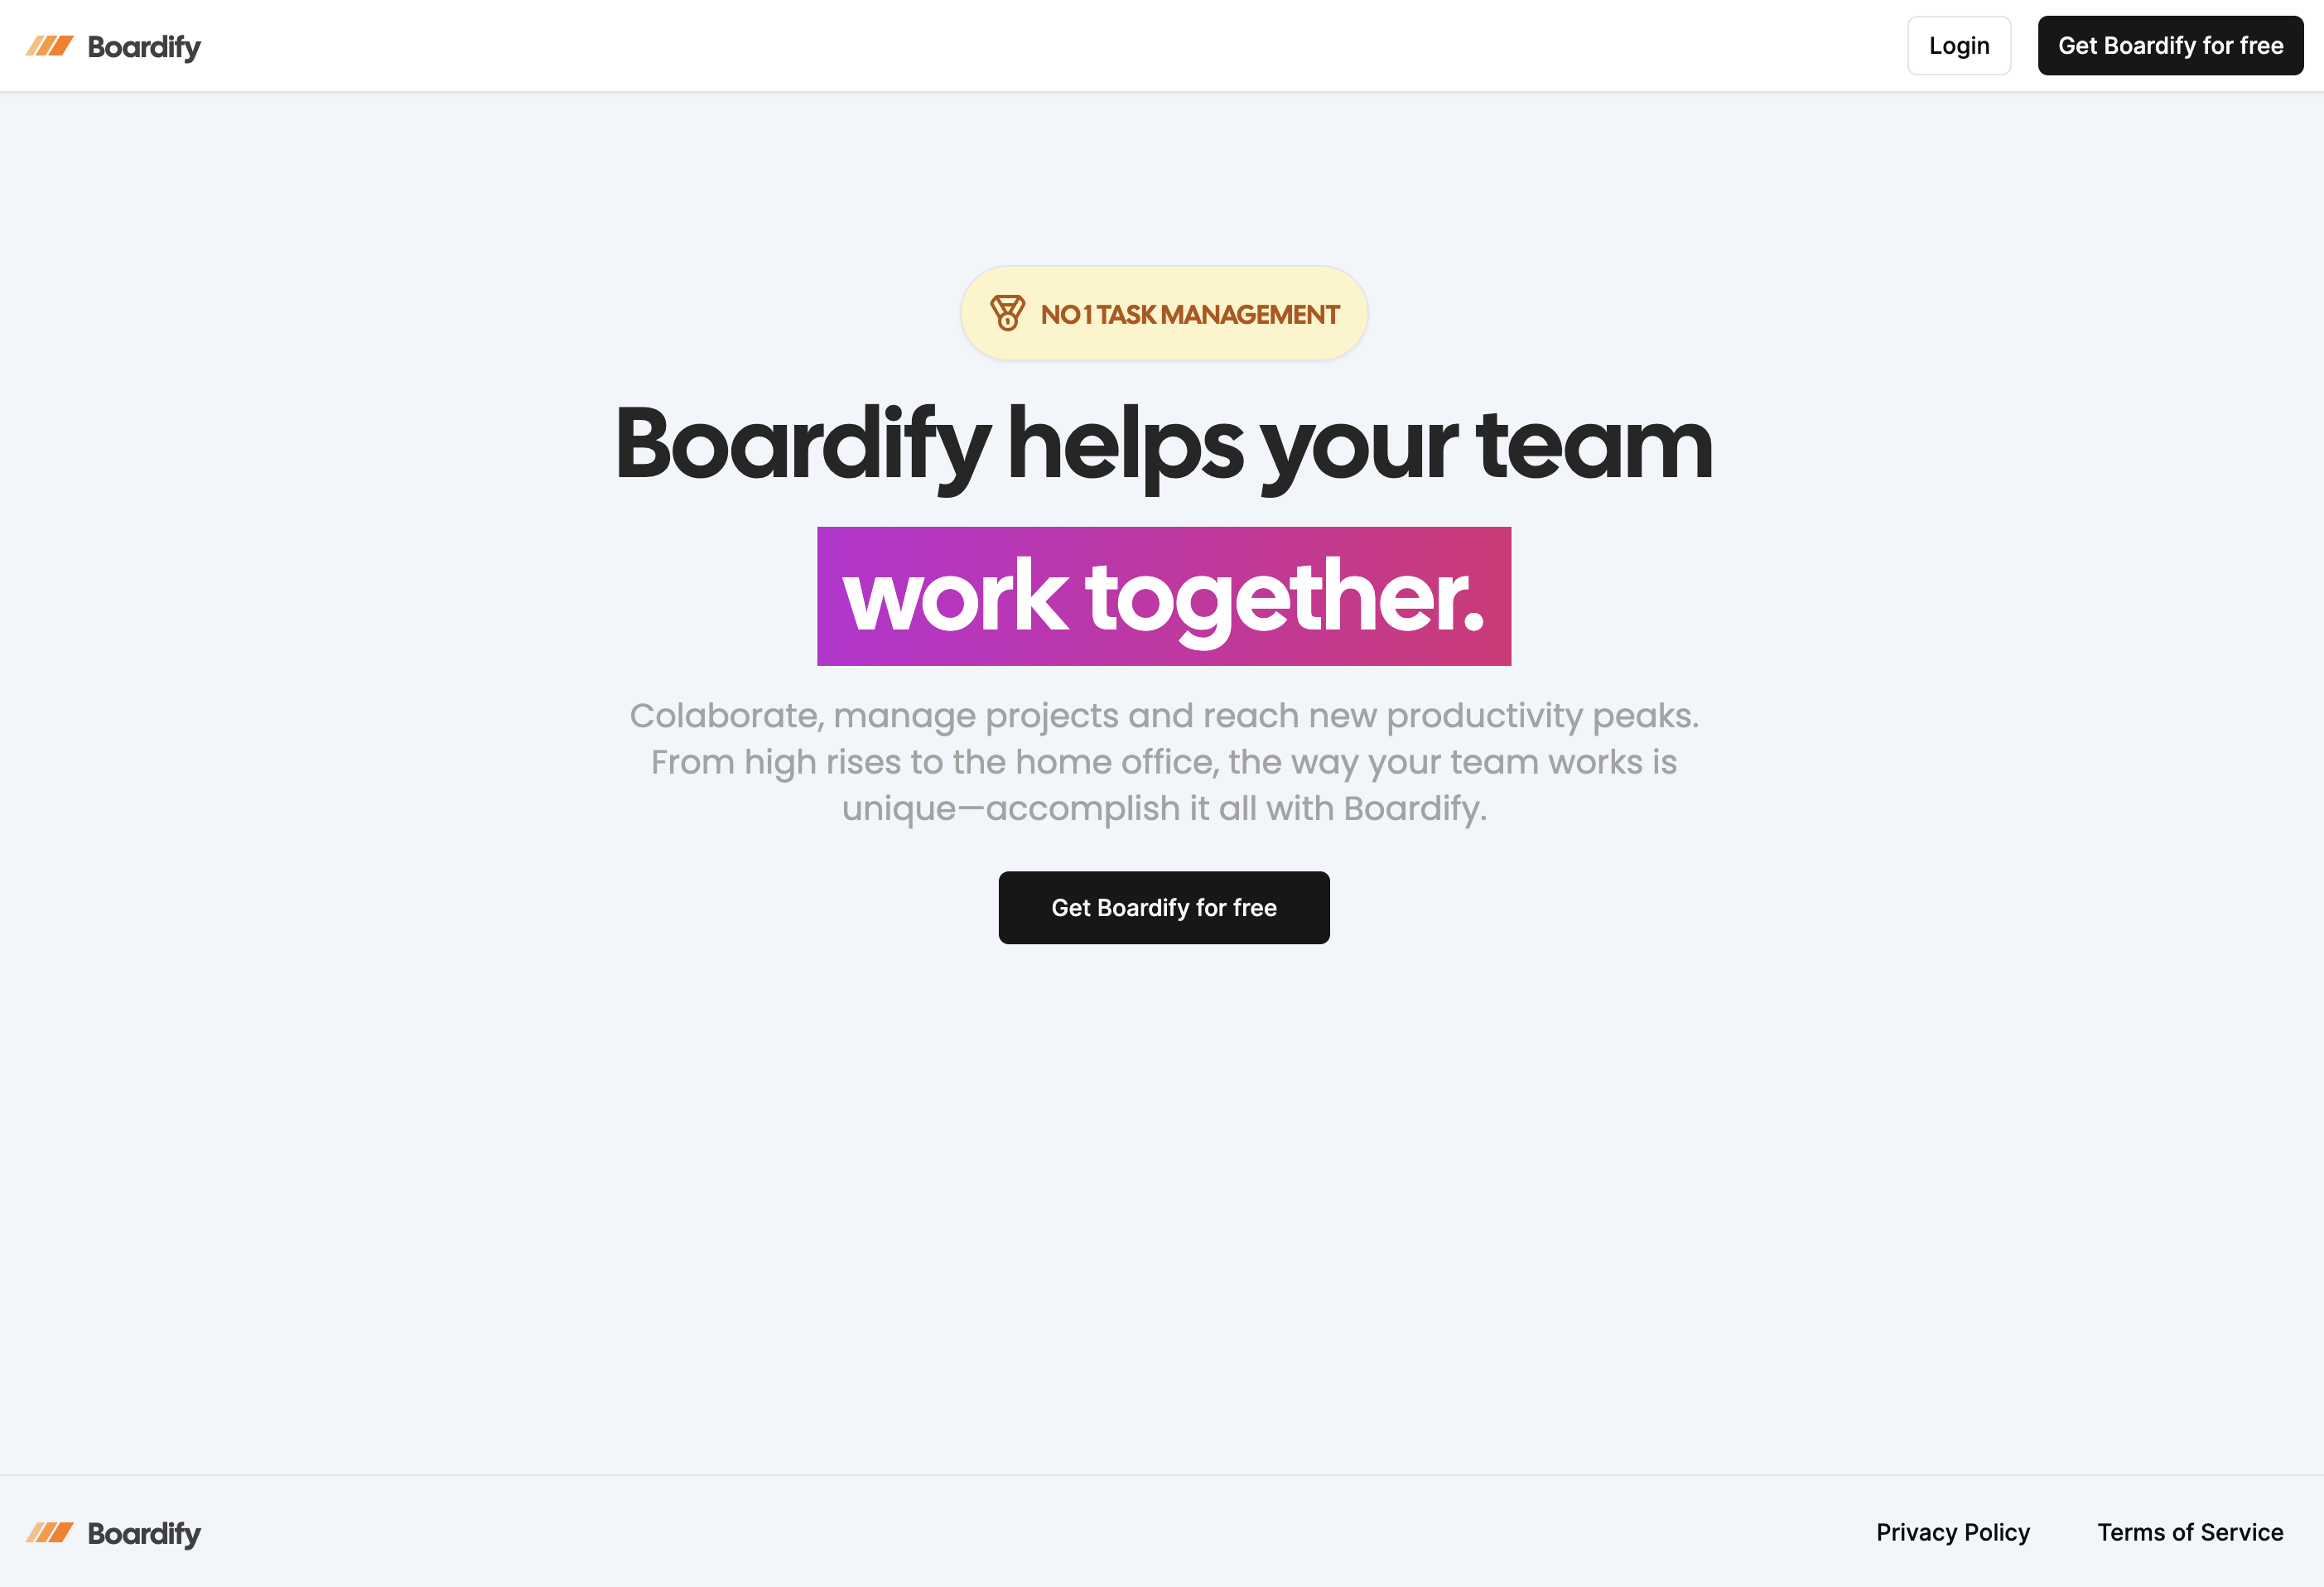 Boardify
Login
Get Boardify for free
NO 1 TASK MANAGEMENT
Boardify helps your team
work together.
Colaborate, manage projects and reach new productivity peaks.
From high rises to the home office, the way your team works is
unique—accomplish it all with Boardify.
Get Boardify for free
Boardify
Privacy Policy
Terms of Service